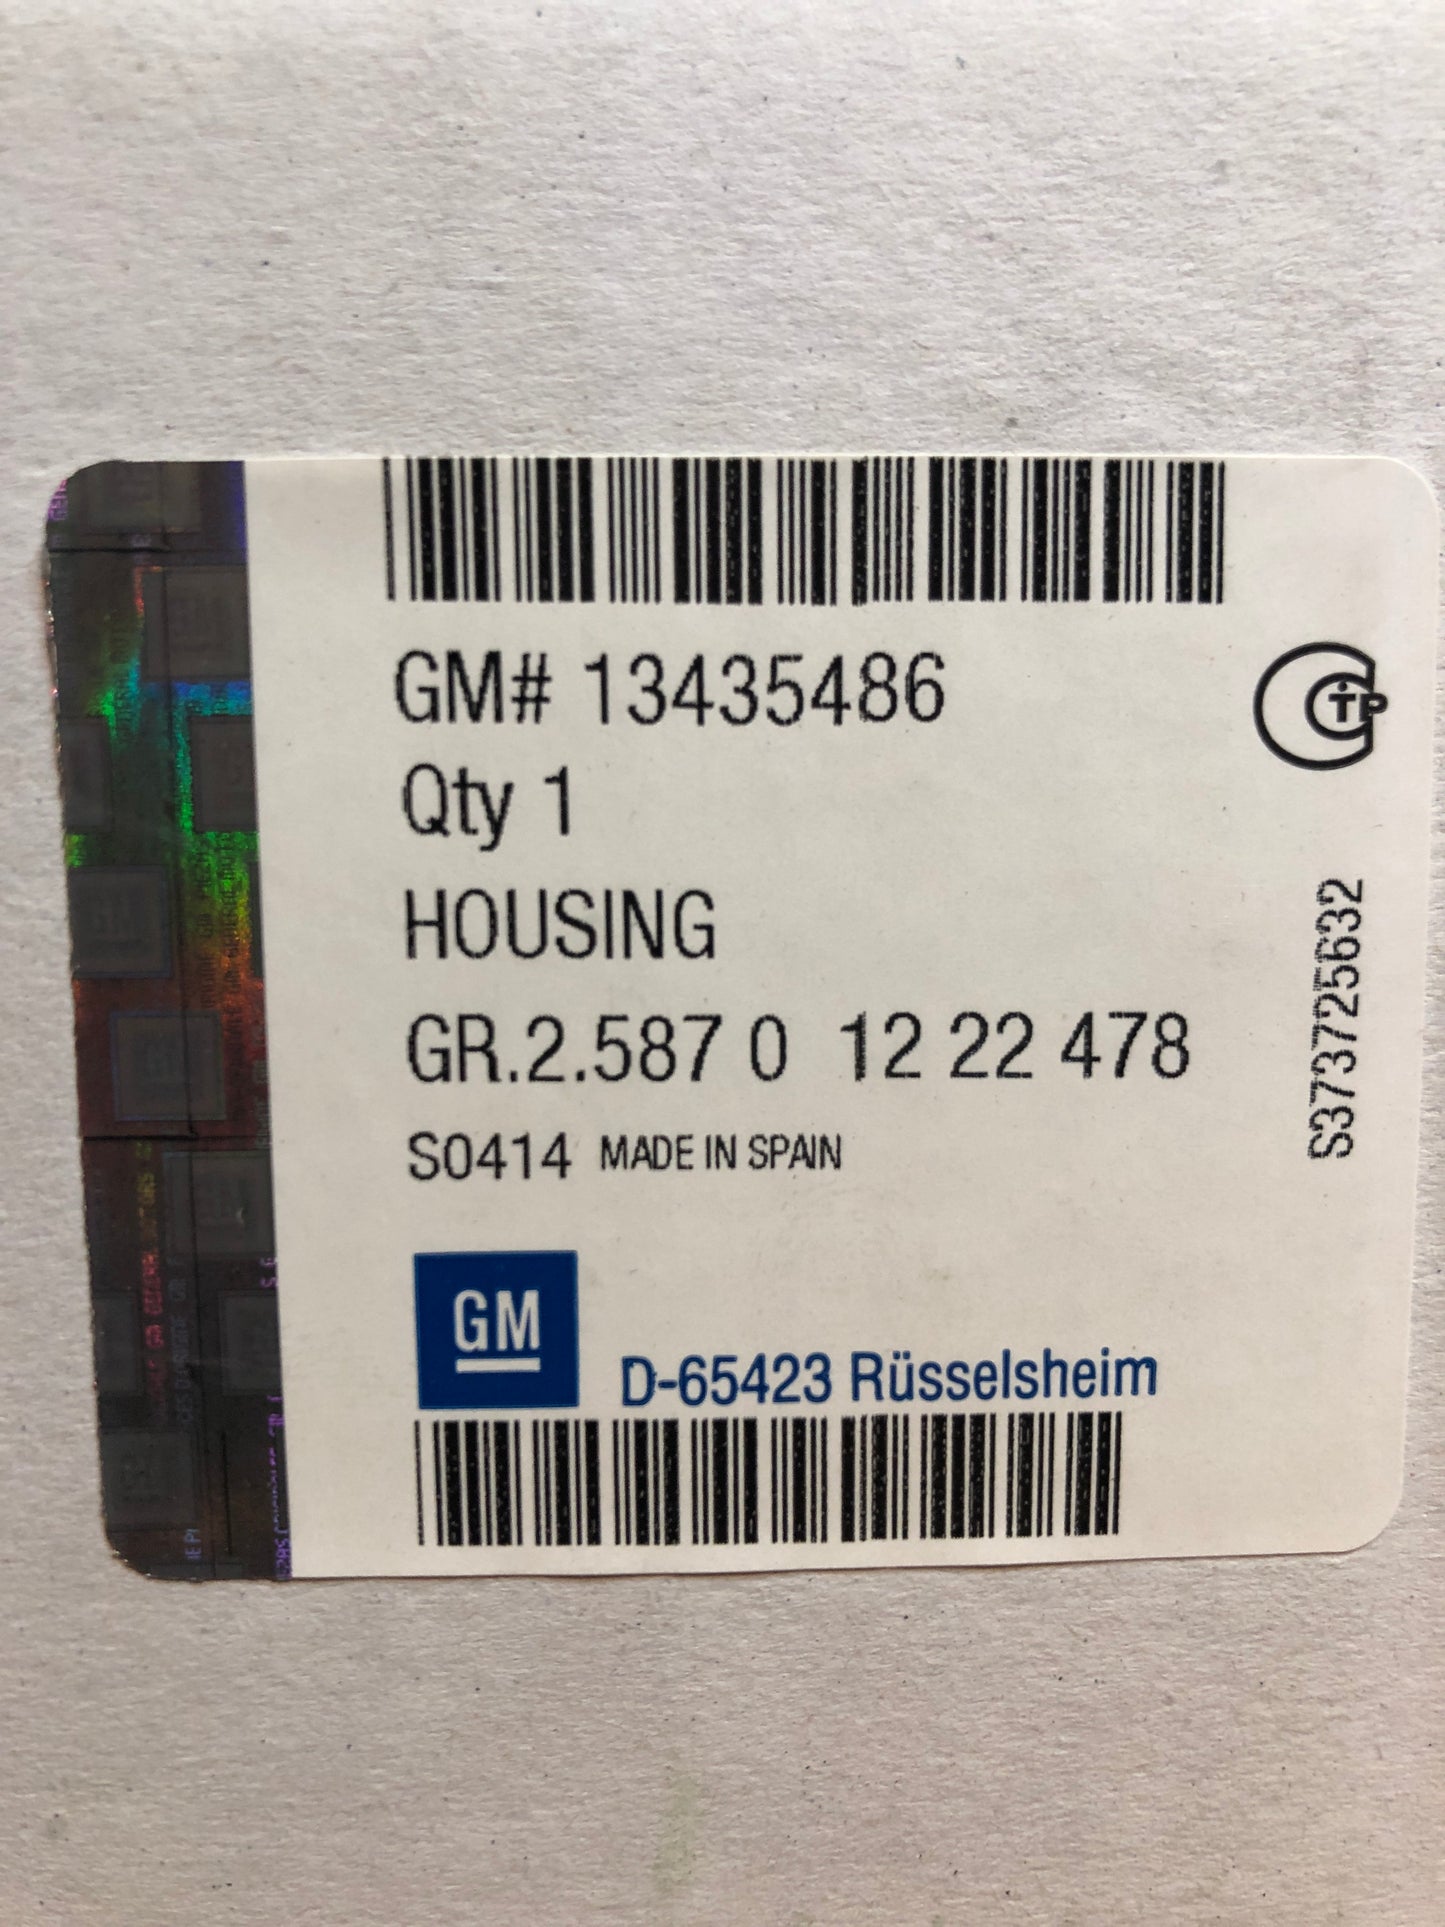 GM# 13435486
Qty 1
HOUSING
GR.2.587 0 12 22 478
S0414 MADE IN SPAIN
GM
D-65423 Rüsselsheim
S373725632